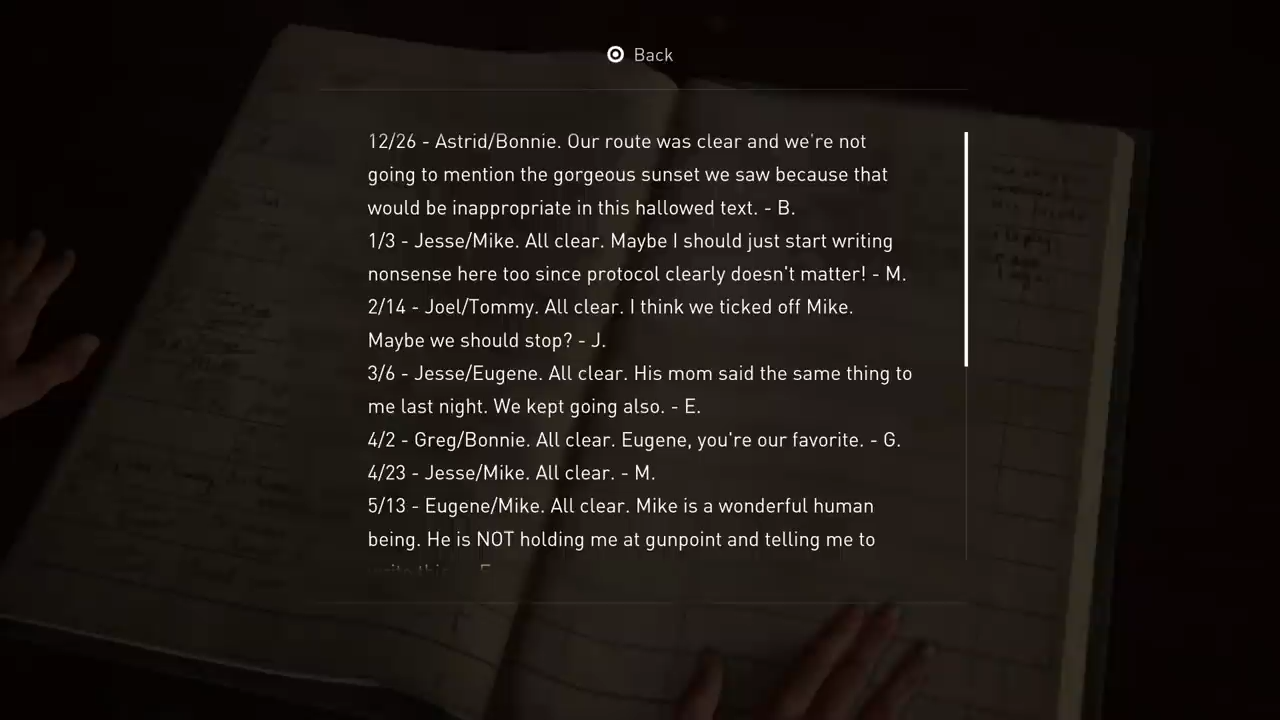 Back
12/26 - Astrid/Bonnie. Our route was clear and we're not
going to mention the gorgeous sunset we saw because that
would be inappropriate in this hallowed text. - B.
1/3 - Jesse/Mike. All clear. Maybe I should just start writing
nonsense here too since protocol clearly doesn't matter! - M.
2/14 - Joel/Tommy. All clear. I think we ticked off Mike.
Maybe we should stop? - J.
3/6 - Jesse/Eugene. All clear. His mom said the same thing to
me last night. We kept going also. - E.
4/2 - Greg/Bonnie. All clear. Eugene, you're our favorite. - G.
4/23 - Jesse/Mike. All clear. - M.
5/13 - Eugene/Mike. All clear. Mike is a wonderful human
being. He is NOT holding me at gunpoint and telling me to